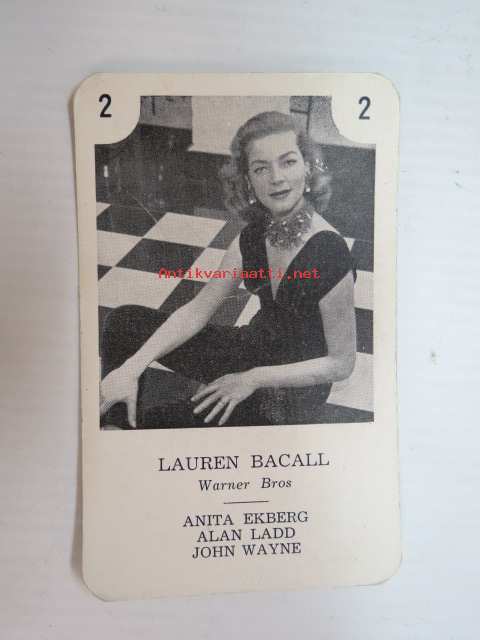 2 2
Antikvariaatti.net
LAUREN BACALL
Warner Bros
ANITA EKBERG
ALAN LADD
JOHN WAYNE